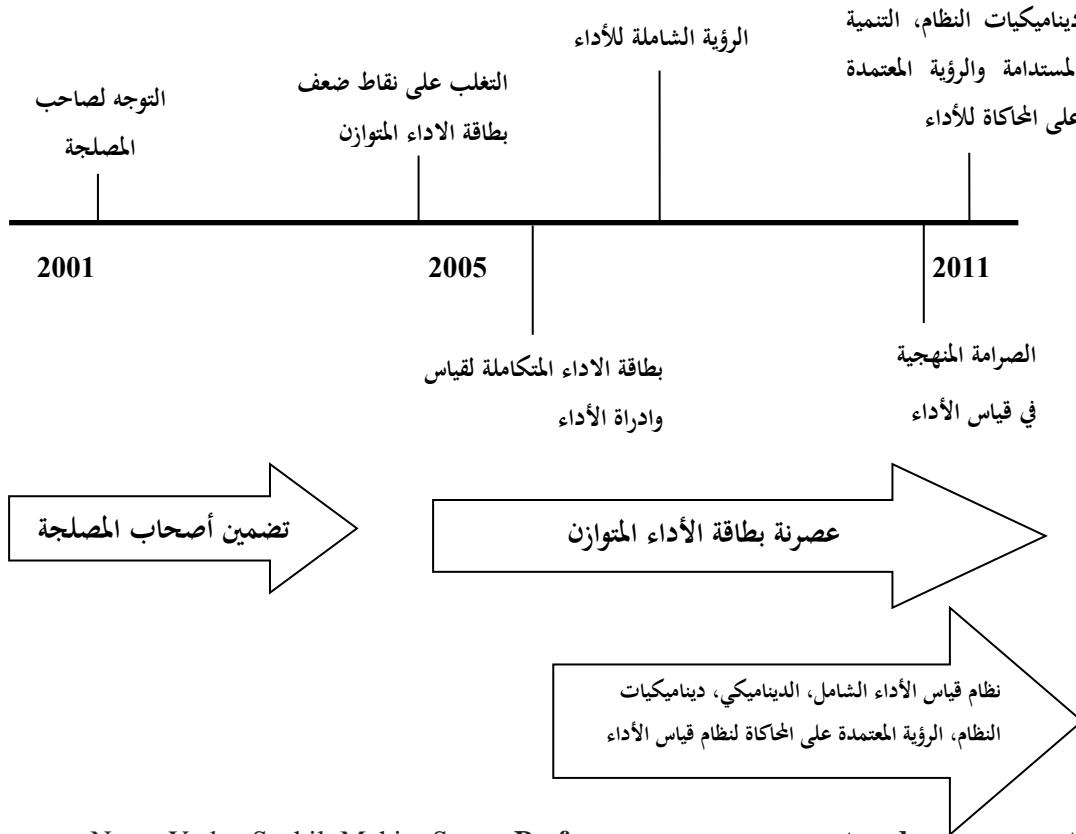 ديناميكيات النظام، التنمية
المستدامة والرؤية المعتمدة
على المحاكاة للأداء
الرؤية الشاملة للأداء
التغلب على نقاط ضعف
بطاقة الاداء المتوازن
التوجه لصاحب
المصلجة
2001
2005
2011
بطاقة الاداء المتكاملة لقياس
وادراة الأداء
الصرامة المنهجية
في قياس الأداء
تضمين أصحاب المصلجة
عصرنة بطاقة الأداء المتوازن
نظام قياس الأداء الشامل، الديناميكي، ديناميكيات
النظام، الرؤية المعتمدة على المحاكاة لنظام قياس الأداء